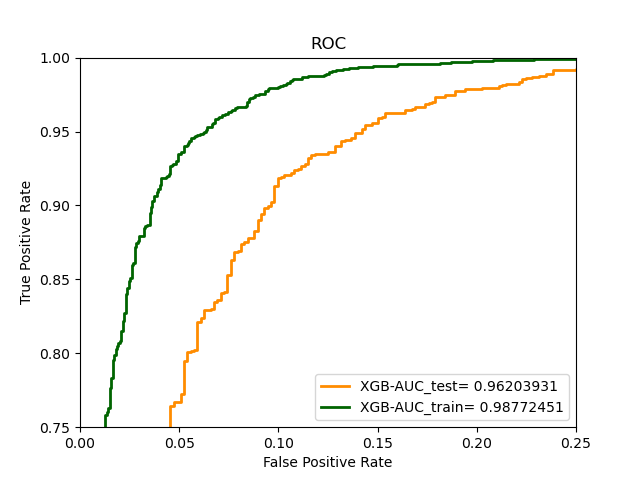 ROC
1.00
0.95
0.90
0.85
0.80
0.75
True Positive Rate
XGB-AUC_test= 0.96203931
XGB-AUC_train= 0.98772451
0.00 0.05 0.10 0.15 0.20 0.25
False Positive Rate